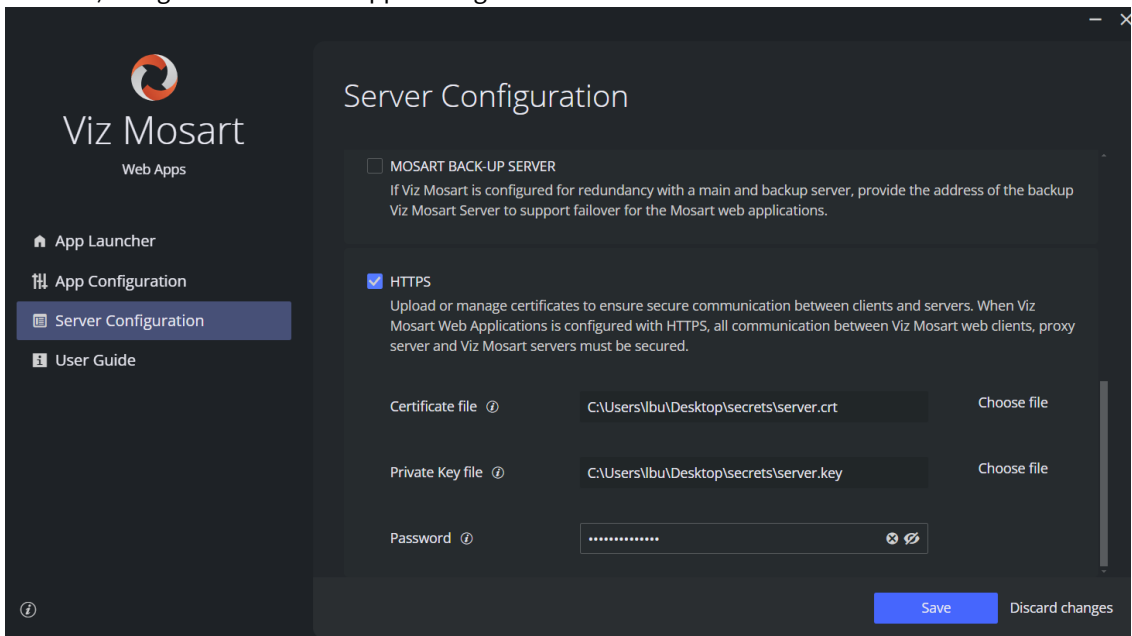 Viz Mosart
Web Apps
App Launcher
App Configuration
Server Configuration
User Guide
Server Configuration
MOSART BACK-UP SERVER
If Viz Mosart is configured for redundancy with a main and backup server, provide the address of the backup
Viz Mosart Server to support failover for the Mosart web applications.
HTTPS
Upload or manage certificates to ensure secure communication between clients and servers. When Viz
Mosart Web Applications is configured with HTTPS, all communication between Viz Mosart web clients, proxy
server and Viz Mosart servers must be secured.
Certificate file C:\Users\lbu\Desktop\secrets\server.crt Choose file
Private Key file C:\Users\lbu\Desktop\secrets\server.key Choose file
Password ••••••••••••••
Save Discard changes